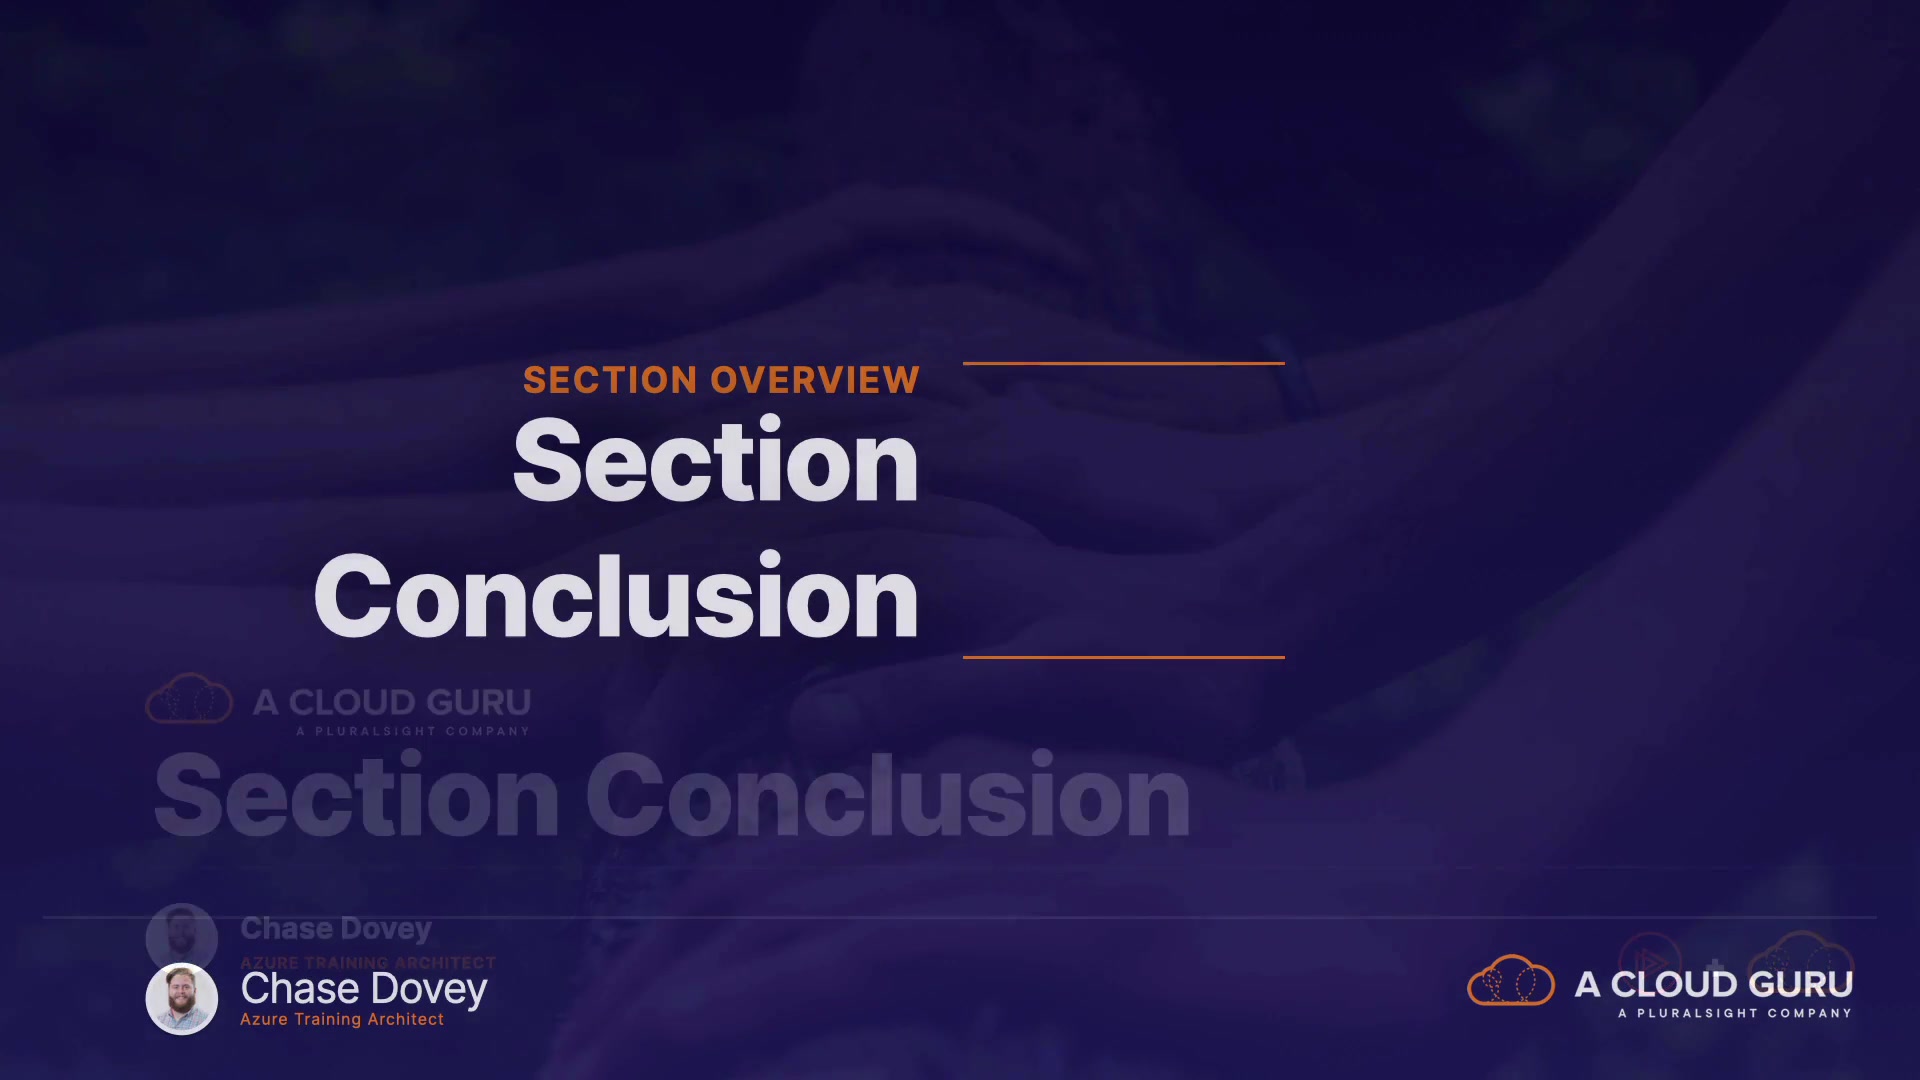 SECTION OVERVIEW
Section
Conclusion
A CLOUD GURU
A PLURALSIGHT COMPANY
Section Conclusion
Chase Dovey
AZURE TRAINING ARCHITECT
Chase Dovey
Azure Training Architect
+
A CLOUD GURU
A PLURALSIGHT COMPANY